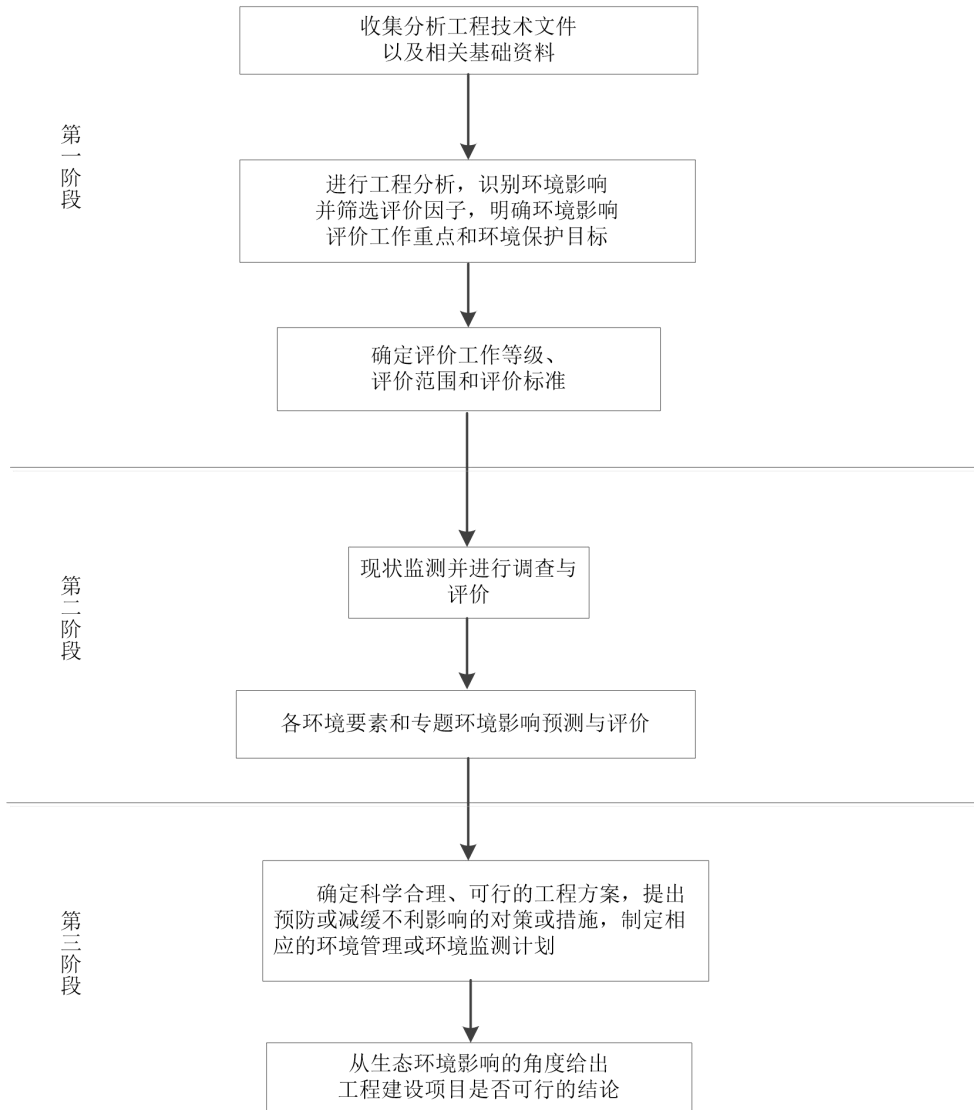 收集分析工程技术文件
以及相关基础资料
第一阶段
进行工程分析，识别环境影响
并筛选评价因子，明确环境影响
评价工作重点和环境保护目标
确定评价工作等级、
评价范围和评价标准
第二阶段
现状监测并进行调查与
评价
各环境要素和专题环境影响预测与评价
第三阶段
确定科学合理、可行的工程方案，提出
预防或减缓不利影响的对策或措施，制定相
应的环境管理或环境监测计划
从生态环境影响的角度给出
工程建设项目是否可行的结论